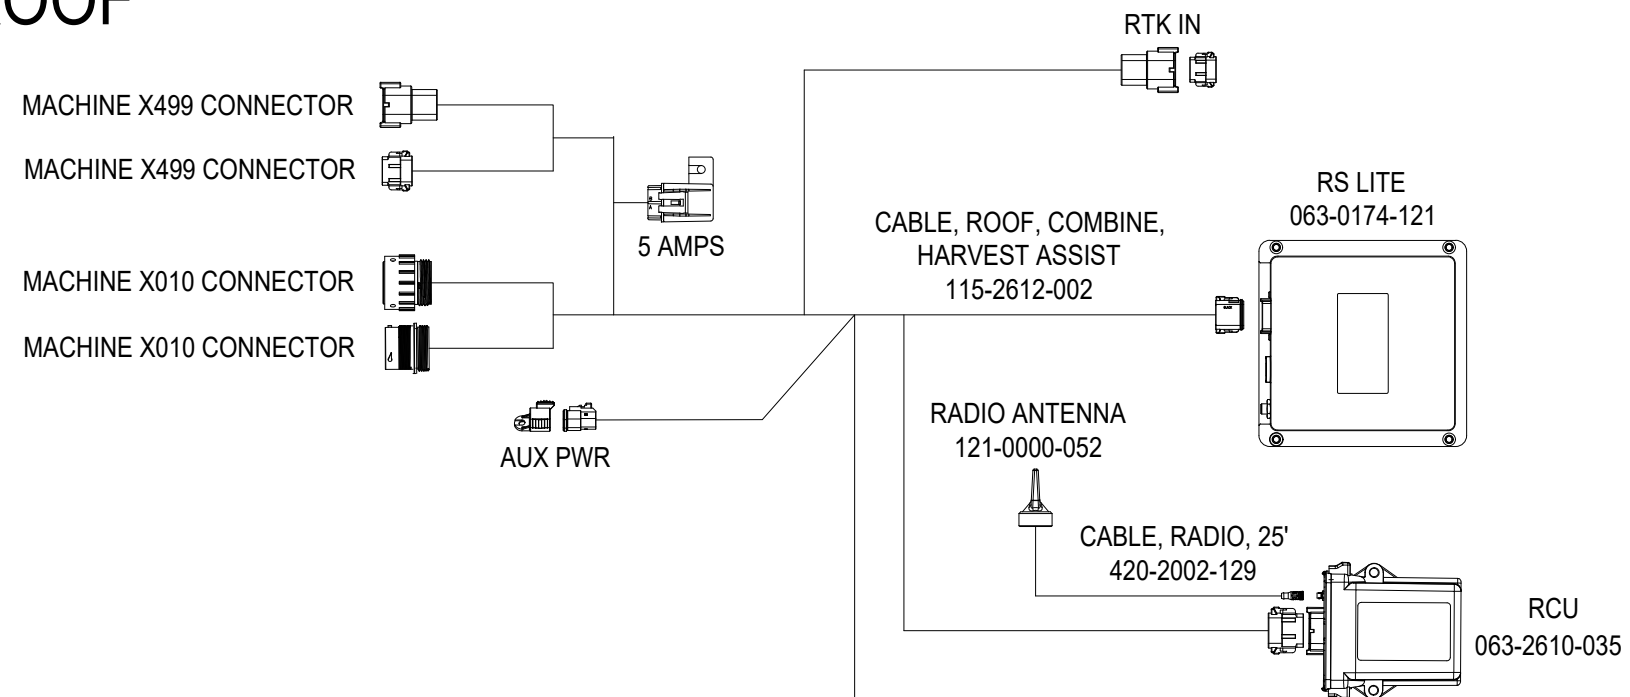 ROOF
RTK IN
MACHINE X499 CONNECTOR
MACHINE X499 CONNECTOR
RS LITE
063-0174-121
5 AMPS
CABLE, ROOF, COMBINE,
HARVEST ASSIST
115-2612-002
MACHINE X010 CONNECTOR
MACHINE X010 CONNECTOR
AUX PWR
RADIO ANTENNA
121-0000-052
CABLE, RADIO, 25'
420-2002-129
RCU
063-2610-035